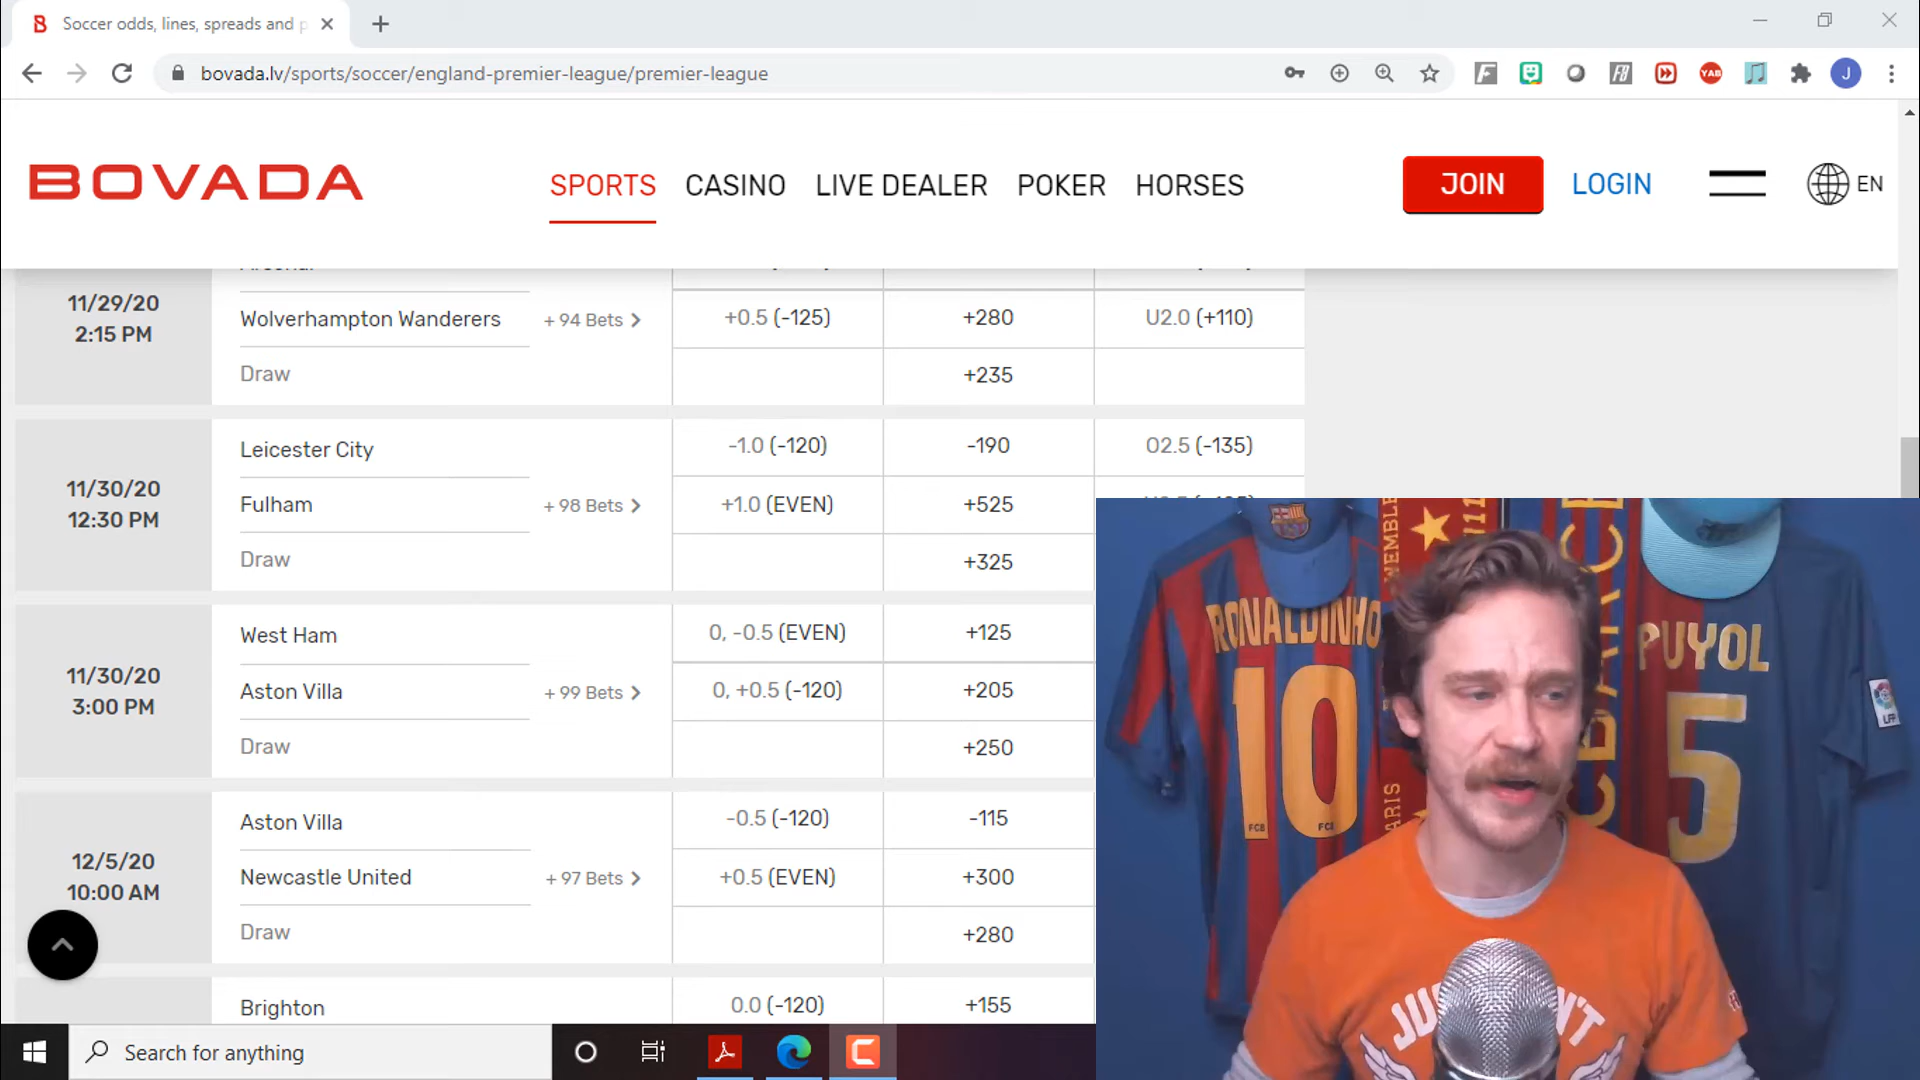 Soccer odds, lines, spreads and p
bovada.lv/sports/soccer/england-premier-league/premier-league
YAB
J
BOVADA
SPORTS
CASINO
LIVE DEALER
POKER
HORSES
JOIN
LOGIN
EN
11/29/20
2:15 PM
Wolverhampton Wanderers
+ 94 Bets
+0.5 (-125)
+280
U2.0 (+110)
Draw
+235
11/30/20
12:30 PM
Leicester City
-1.0 (-120)
-190
O2.5 (-135)
Fulham
+ 98 Bets
+1.0 (EVEN)
+525
Draw
+325
11/30/20
3:00 PM
West Ham
0, -0.5 (EVEN)
+125
Aston Villa
+ 99 Bets
0, +0.5 (-120)
+205
Draw
+250
12/5/20
10:00 AM
Aston Villa
-0.5 (-120)
-115
Newcastle United
+ 97 Bets
+0.5 (EVEN)
+300
Draw
+280
Brighton
0.0 (-120)
+155
Search for anything
RONALDINHO
10
FCB
PUYOL
5
LFP
WEMBLE
ARIS